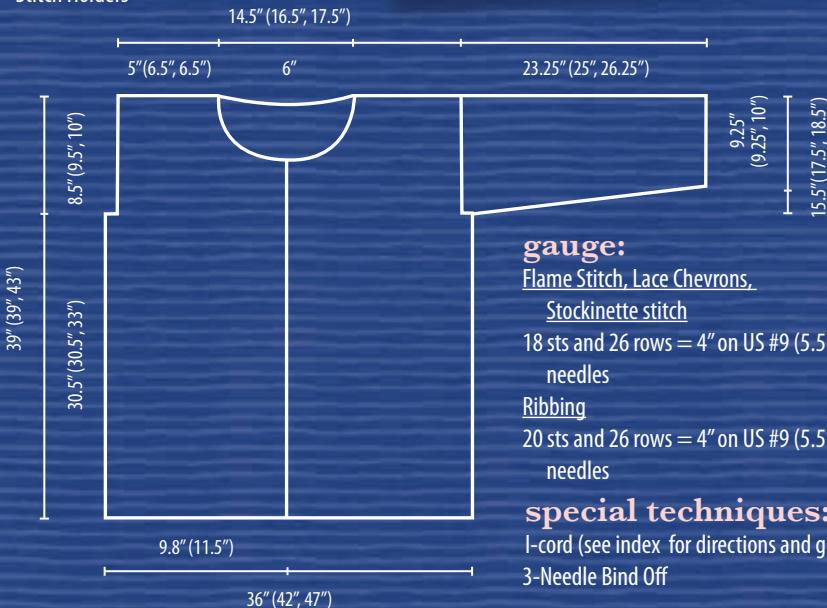 14.5" (16.5", 17.5")
5"(6.5", 6.5")
6"
23.25" (25", 26.25")
8.5" (9.5", 10")
9.25"
(9.25", 10")
15.5"(17.5", 18.5")
39" (39", 43")
30.5"(30.5", 33")
gauge:
Flame Stitch, Lace Chevrons,
Stockinette stitch
18 sts and 26 rows = 4" on US #9 (5.5
needles
Ribbing
20 sts and 26 rows = 4" on US #9 (5.5
needles
special techniques:
I-cord (see index for directions and g
3-Needle Bind Off
9.8" (11.5")
36" (42", 47")